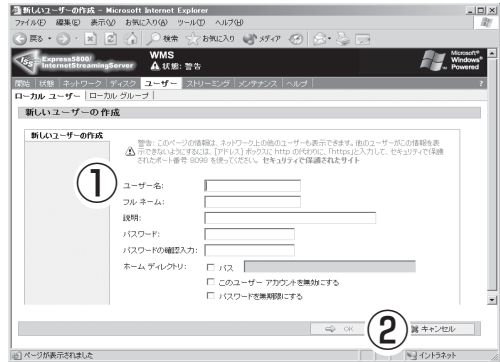 新しいユーザーの作成 - Microsoft Internet Explorer
ファイル(F) 編集(E) 表示(V) お気に入り(A) ツール(T) ヘルプ(H)
戻る 検索 お気に入り メディア
Express5800/
InternetStreamingServer
WMS
状態: 警告
Microsoft®
Windows®
Powered
開始 状態 ネットワーク ディスク ユーザー ストリーミング メンテナンス ヘルプ ?
ローカル ユーザー ローカル グループ
新しいユーザーの作成
新しいユーザーの作成
警告: このページの情報は、ネットワーク上の他のユーザーも表示できます。他のユーザーがこの情報を表
示できないようにするには、[アドレス] ボックスに http の代わりに、「https」と入力して、セキュリティで保護
されたポート番号 8098 を使ってください。 セキュリティで保護されたサイト
①
ユーザー名:
フル ネーム:
説明:
パスワード:
パスワードの確認入力:
ホーム ディレクトリ: パス
このユーザー アカウントを無効にする
パスワードを無期限にする
OK ② キャンセル
ページが表示されました イントラネット